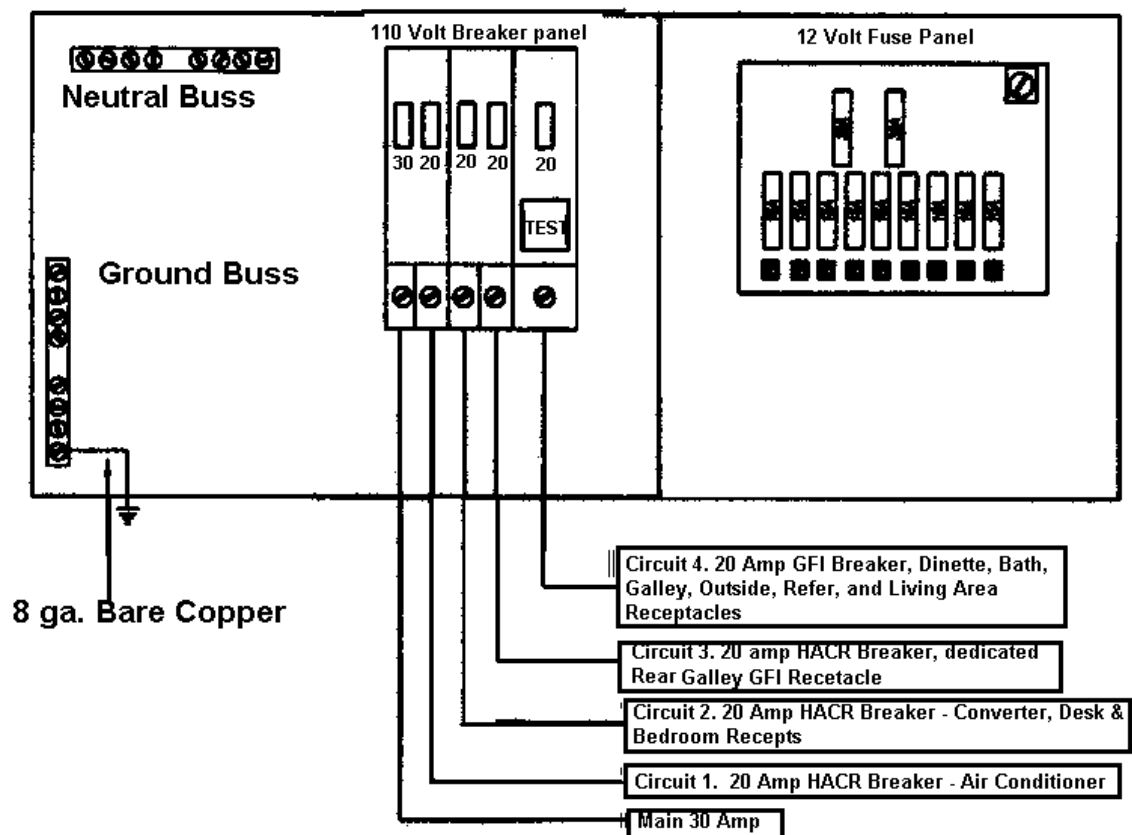 110 Volt Breaker panel
12 Volt Fuse Panel
Neutral Buss
30 20 20 20 20
TEST
Ground Buss
8 ga. Bare Copper
Circuit 4. 20 Amp GFI Breaker, Dinette, Bath,
Galley, Outside, Refer, and Living Area
Receptacles
Circuit 3. 20 amp HACR Breaker, dedicated
Rear Galley GFI Recetacle
Circuit 2. 20 Amp HACR Breaker - Converter, Desk &
Bedroom Recepts
Circuit 1. 20 Amp HACR Breaker - Air Conditioner
Main 30 Amp